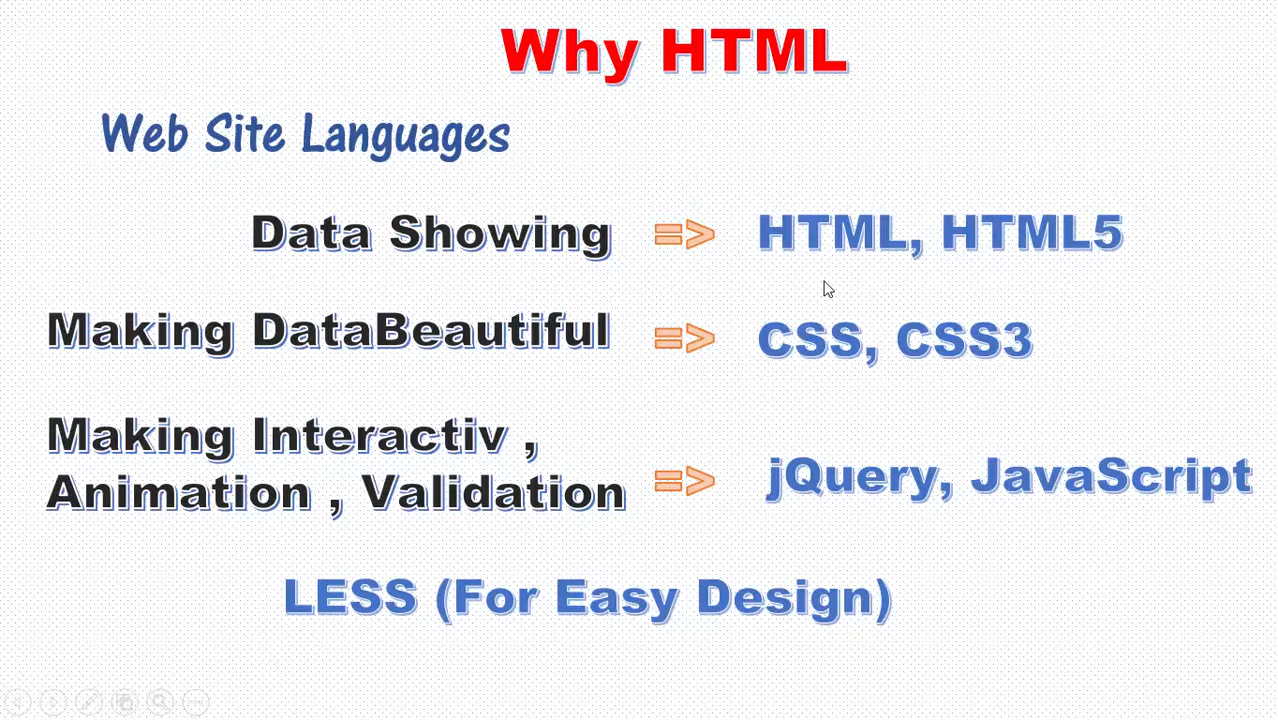 Why HTML
Web Site Languages
Data Showing => HTML, HTML5
Making DataBeautiful => CSS, CSS3
Making Interactiv ,
Animation , Validation => jQuery, JavaScript
LESS (For Easy Design)